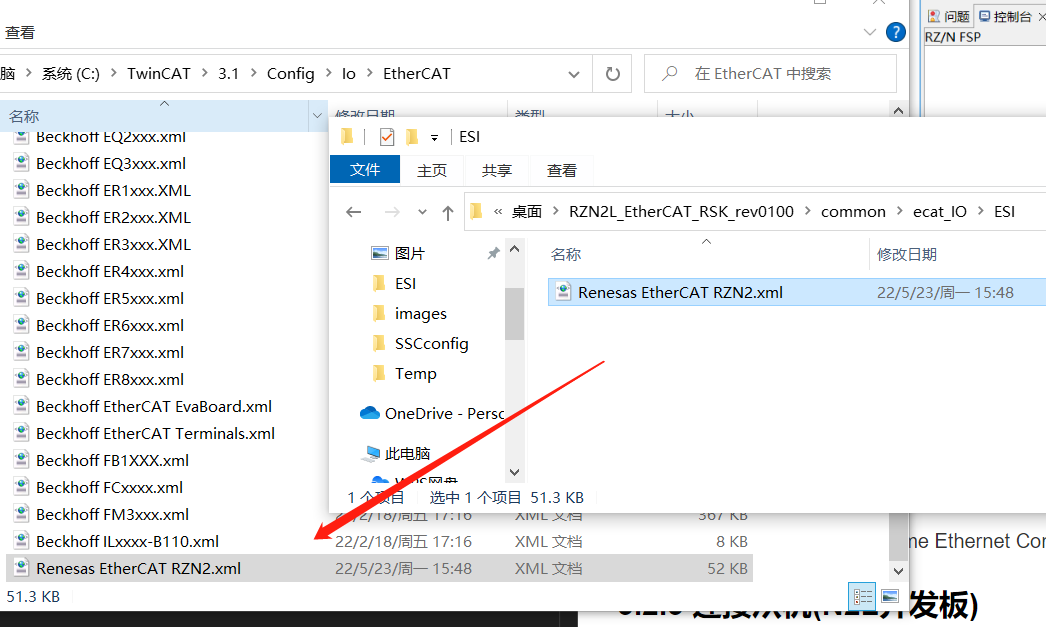 查看
问题 控制台
RZ/N FSP
脑 > 系统 (C:) > TwinCAT > 3.1 > Config > Io > EtherCAT
在 EtherCAT 中搜索
名称 修改日期 类型 大小
Beckhoff EQ2xxx.xml
Beckhoff EQ3xxx.xml
Beckhoff ER1xxx.XML
Beckhoff ER2xxx.XML
Beckhoff ER3xxx.XML
Beckhoff ER4xxx.xml
Beckhoff ER5xxx.xml
Beckhoff ER6xxx.xml
Beckhoff ER7xxx.xml
Beckhoff ER8xxx.xml
Beckhoff EtherCAT EvaBoard.xml
Beckhoff EtherCAT Terminals.xml
Beckhoff FB1XXX.xml
Beckhoff FCxxxx.xml
Beckhoff FM3xxx.xml 22/2/18/周五 17:16 XML 文档 367 KB
Beckhoff ILxxxx-B110.xml 22/2/18/周五 17:16 XML 文档 8 KB
Renesas EtherCAT RZN2.xml 22/5/23/周一 15:48 XML 文档 52 KB
51.3 KB
ESI
文件 主页 共享 查看
« 桌面 > RZN2L_EtherCAT_RSK_rev0100 > common > ecat_IO > ESI
名称 修改日期
Renesas EtherCAT RZN2.xml 22/5/23/周一 15:48
图片
ESI
images
SSCconfig
Temp
OneDrive - Perso
此电脑
WPS网盘
1 个项目 选中 1 个项目 51.3 KB
me Ethernet Con
开发板)